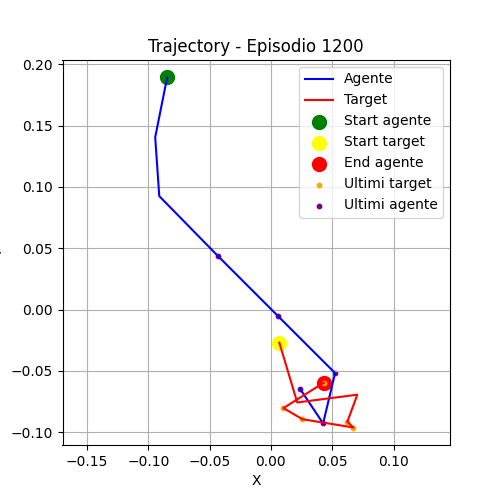 Trajectory - Episodio 1200
Agente
Target
Start agente
Start target
End agente
Ultimi target
Ultimi agente
0.20
0.15
0.10
0.05
0.00
−0.05
−0.10
−0.15 −0.10 −0.05 0.00 0.05 0.10
X